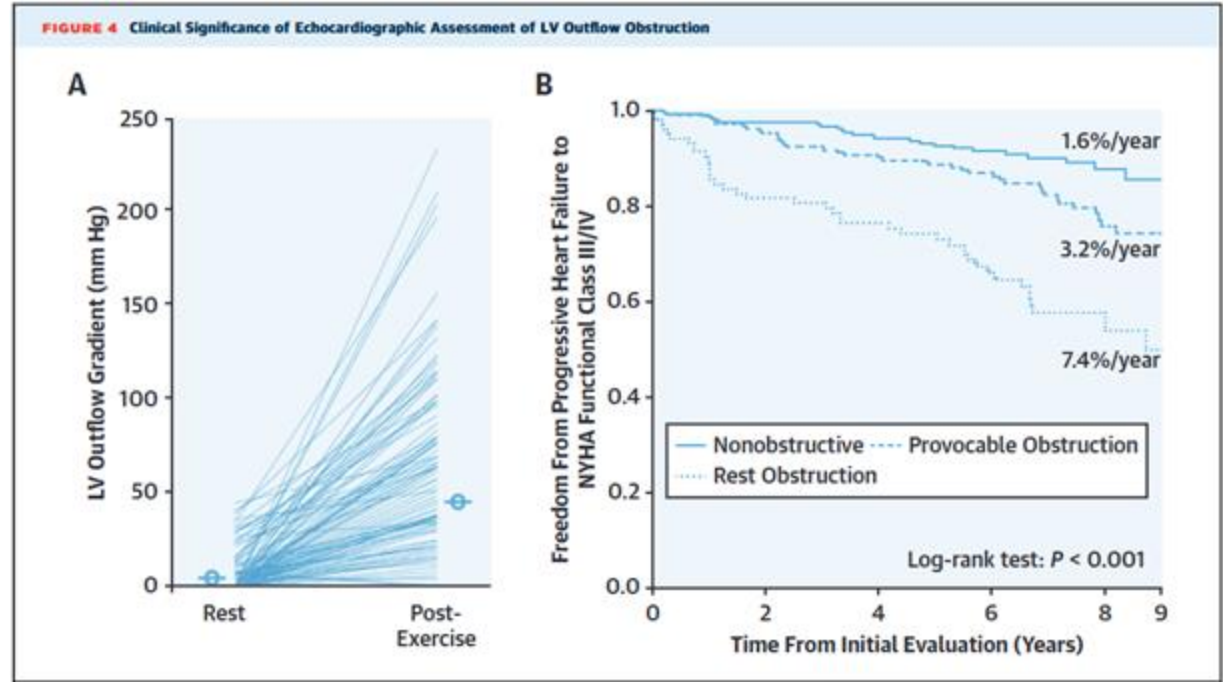 FIGURE 4 Clinical Significance of Echocardiographic Assessment of LV Outflow Obstruction
A
LV Outflow Gradient (mm Hg)
250
200
150
100
50
0
Rest
Post-
Exercise
B
Freedom From Progressive Heart Failure to
NYHA Functional Class III/IV
1.0
0.8
0.6
0.4
0.2
0.0
1.6%/year
3.2%/year
7.4%/year
Nonobstructive Provocable Obstruction
Rest Obstruction
Log-rank test: P < 0.001
0 2 4 6 8 9
Time From Initial Evaluation (Years)